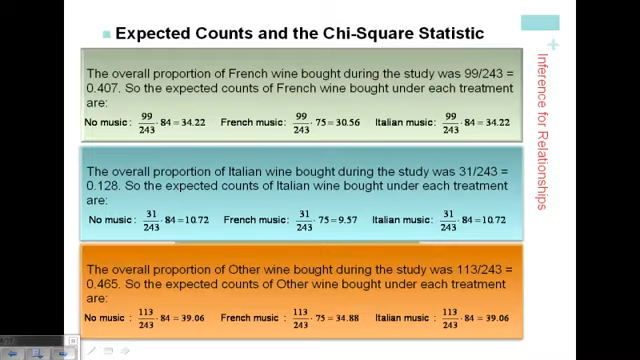 Expected Counts and the Chi-Square Statistic
+
Inference for Relationships
The overall proportion of French wine bought during the study was 99/243 =
0.407. So the expected counts of French wine bought under each treatment
are:
No music: 99/243 · 84 = 34.22 French music: 99/243 · 75 = 30.56 Italian music: 99/243 · 84 = 34.22
The overall proportion of Italian wine bought during the study was 31/243 =
0.128. So the expected counts of Italian wine bought under each treatment
are:
No music: 31/243 · 84 = 10.72 French music: 31/243 · 75 = 9.57 Italian music: 31/243 · 84 = 10.72
The overall proportion of Other wine bought during the study was 113/243 =
0.465. So the expected counts of Other wine bought under each treatment
are:
No music : 113/243 · 84 = 39.06 French music : 113/243 · 75 = 34.88 Italian music : 113/243 · 84 = 39.06